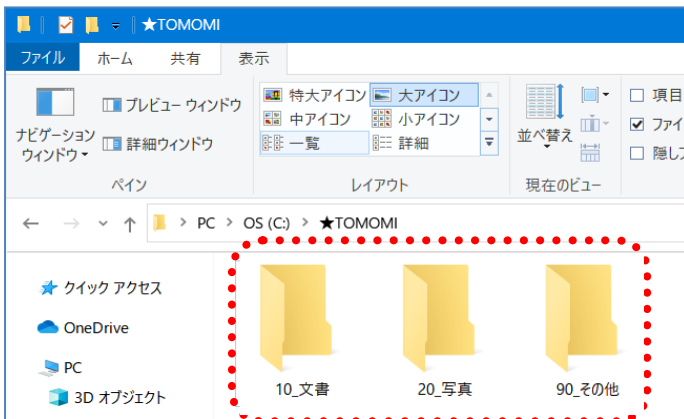 ★TOMOMI
ファイル ホーム 共有 表示
プレビュー ウィンドウ
ナビゲーション
ウィンドウ
詳細ウィンドウ
特大アイコン 大アイコン
中アイコン 小アイコン
一覧 詳細
並べ替え
項目
ファイ
隠し
ペイン レイアウト 現在のビュー
PC > OS (C:) > ★TOMOMI
クイック アクセス
OneDrive
PC
3D オブジェクト
10_文書 20_写真 90_その他